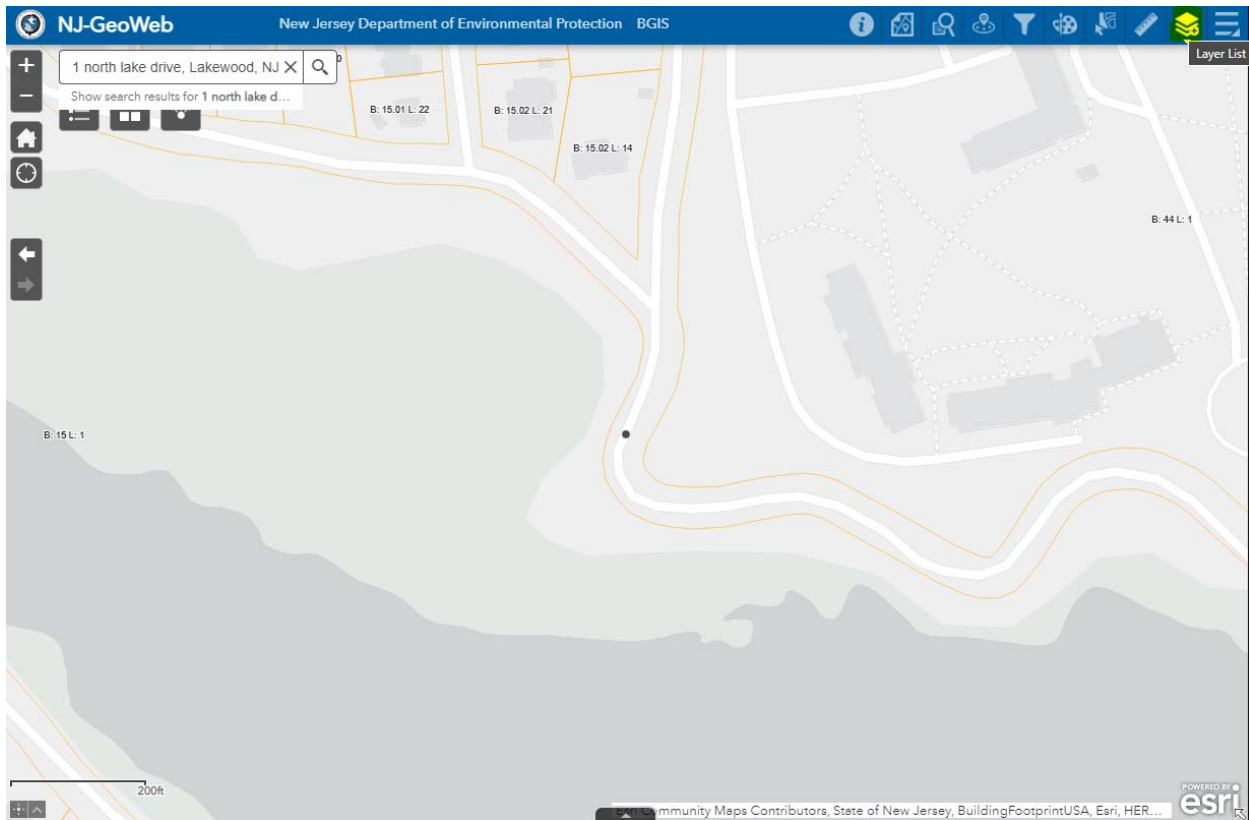 NJ-GeoWeb
New Jersey Department of Environmental Protection BGIS
Layer List
1 north lake drive, Lakewood, NJ
Show search results for 1 north lake d...
B: 15.01 L: 22
B: 15.02 L: 21
B: 15.02 L: 14
B: 44 L: 1
B: 15 L: 1
200ft
Esri Community Maps Contributors, State of New Jersey, BuildingFootprintUSA, Esri, HER...
POWERED BY
esri